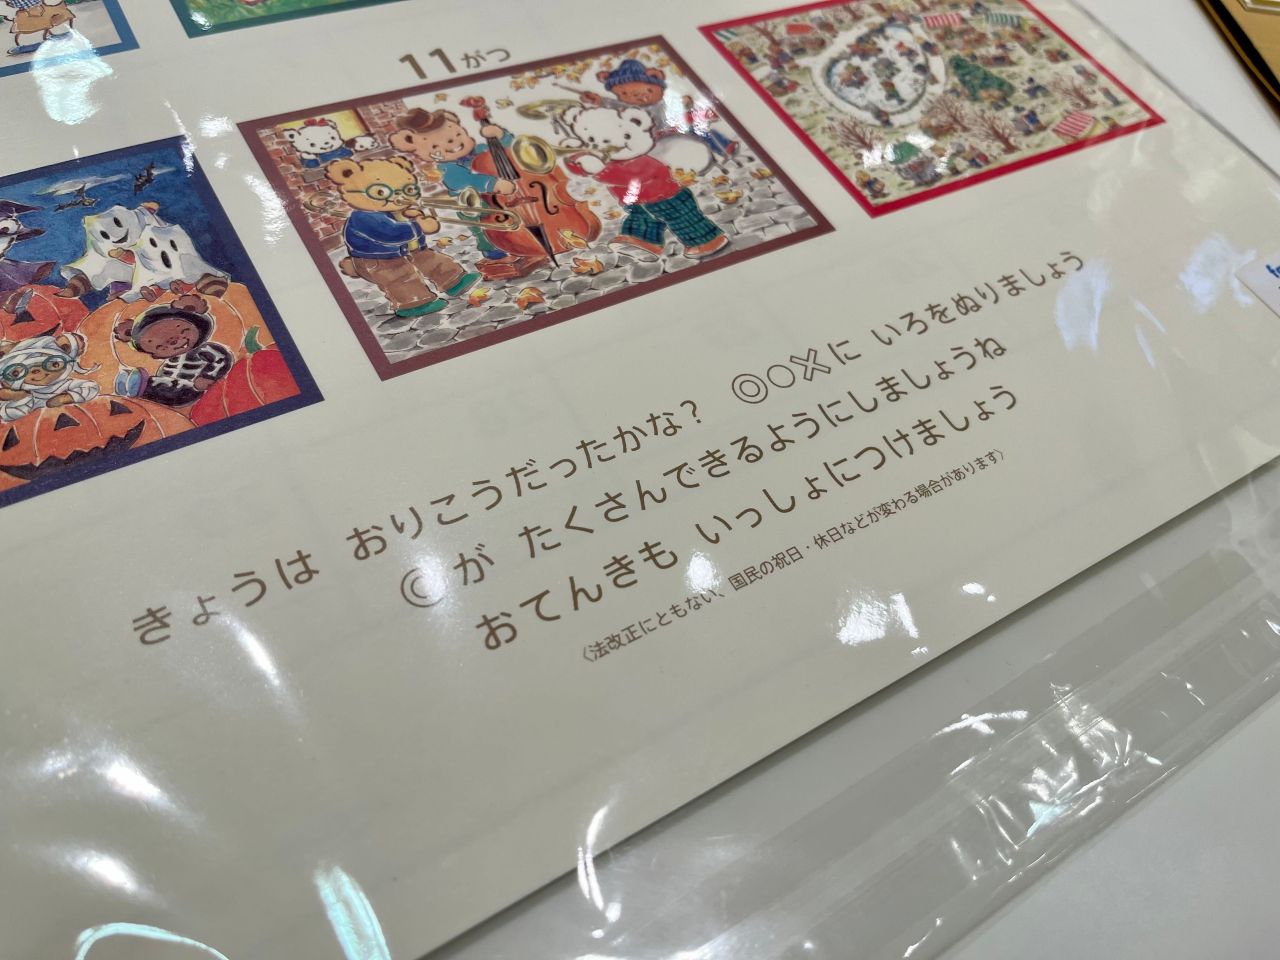 11がつ
きょうは おりこうだったかな? ◎○×に いろをぬりましょう
◎が たくさんできるようにしましょうね
おてんきも いっしょにつけましょう
〈法改正にともない、国民の祝日・休日などが変わる場合があります〉